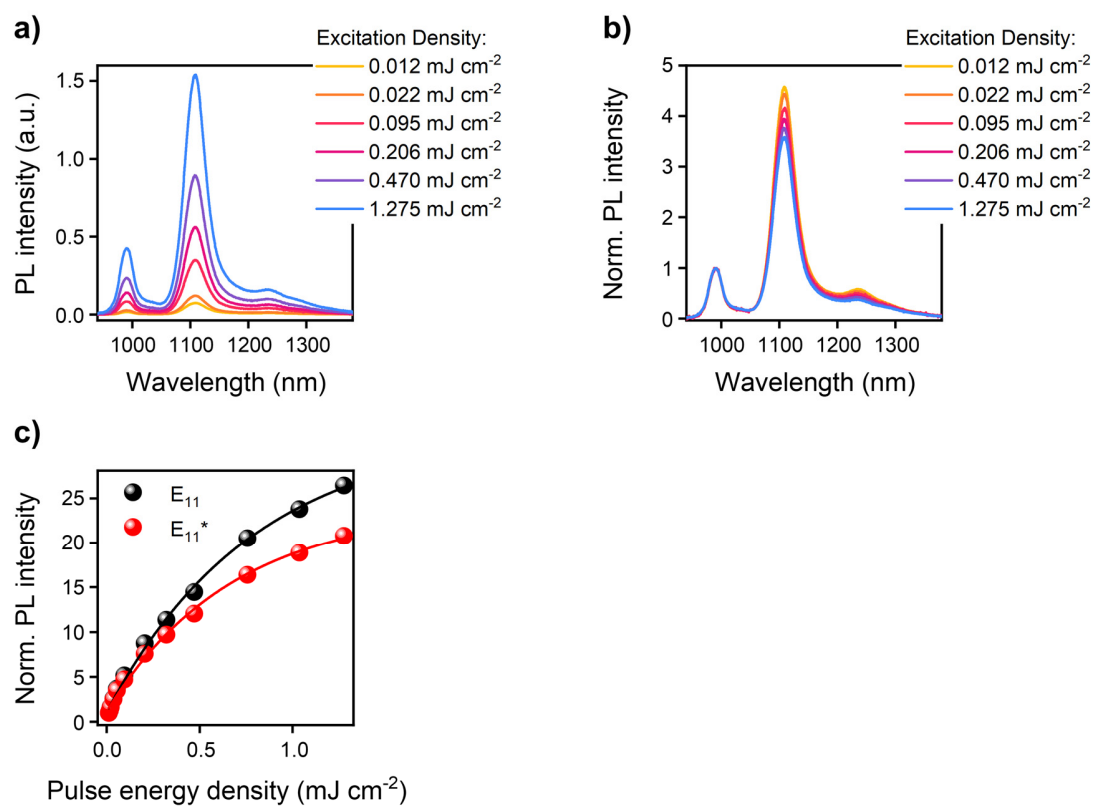 a)
Excitation Density:
0.012 mJ cm⁻²
0.022 mJ cm⁻²
0.095 mJ cm⁻²
0.206 mJ cm⁻²
0.470 mJ cm⁻²
1.275 mJ cm⁻²
PL intensity (a.u.)
1.5
1.0
0.5
0.0
1000 1100 1200 1300
Wavelength (nm)
b)
Excitation Density:
0.012 mJ cm⁻²
0.022 mJ cm⁻²
0.095 mJ cm⁻²
0.206 mJ cm⁻²
0.470 mJ cm⁻²
1.275 mJ cm⁻²
Norm. PL intensity
5
4
3
2
1
0
1000 1100 1200 1300
Wavelength (nm)
c)
E₁₁
E₁₁*
Norm. PL intensity
25
20
15
10
5
0
0.0 0.5 1.0
Pulse energy density (mJ cm⁻²)